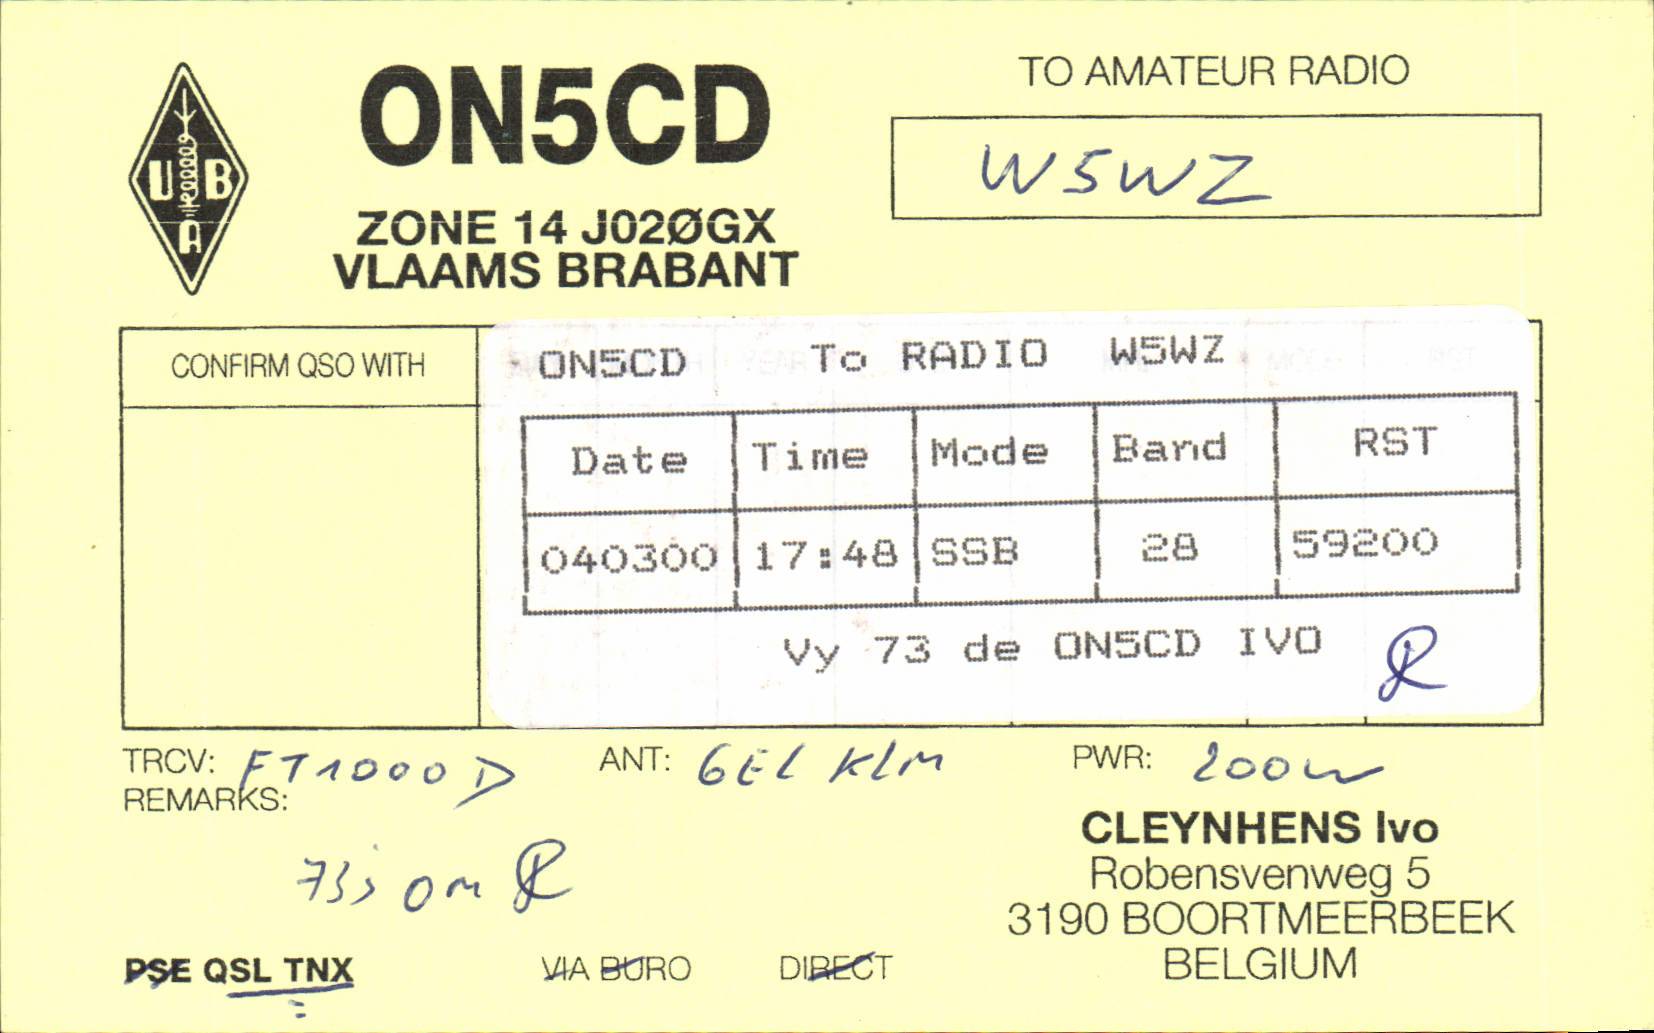 ON5CD
TO AMATEUR RADIO
U B A
W5WZ
ZONE 14 J02ØGX
VLAAMS BRABANT
CONFIRM QSO WITH
ON5CD To RADIO W5WZ
Date Time Mode Band RST
040300 17:48 SSB 28 59200
Vy 73 de ON5CD IVO
TRCV: FT1000D ANT: 6EL KLM PWR: 200W
REMARKS:
73s om
CLEYNHENS Ivo
Robensvenweg 5
3190 BOORTMEERBEEK
BELGIUM
PSE QSL TNX VIA BURO DIRECT